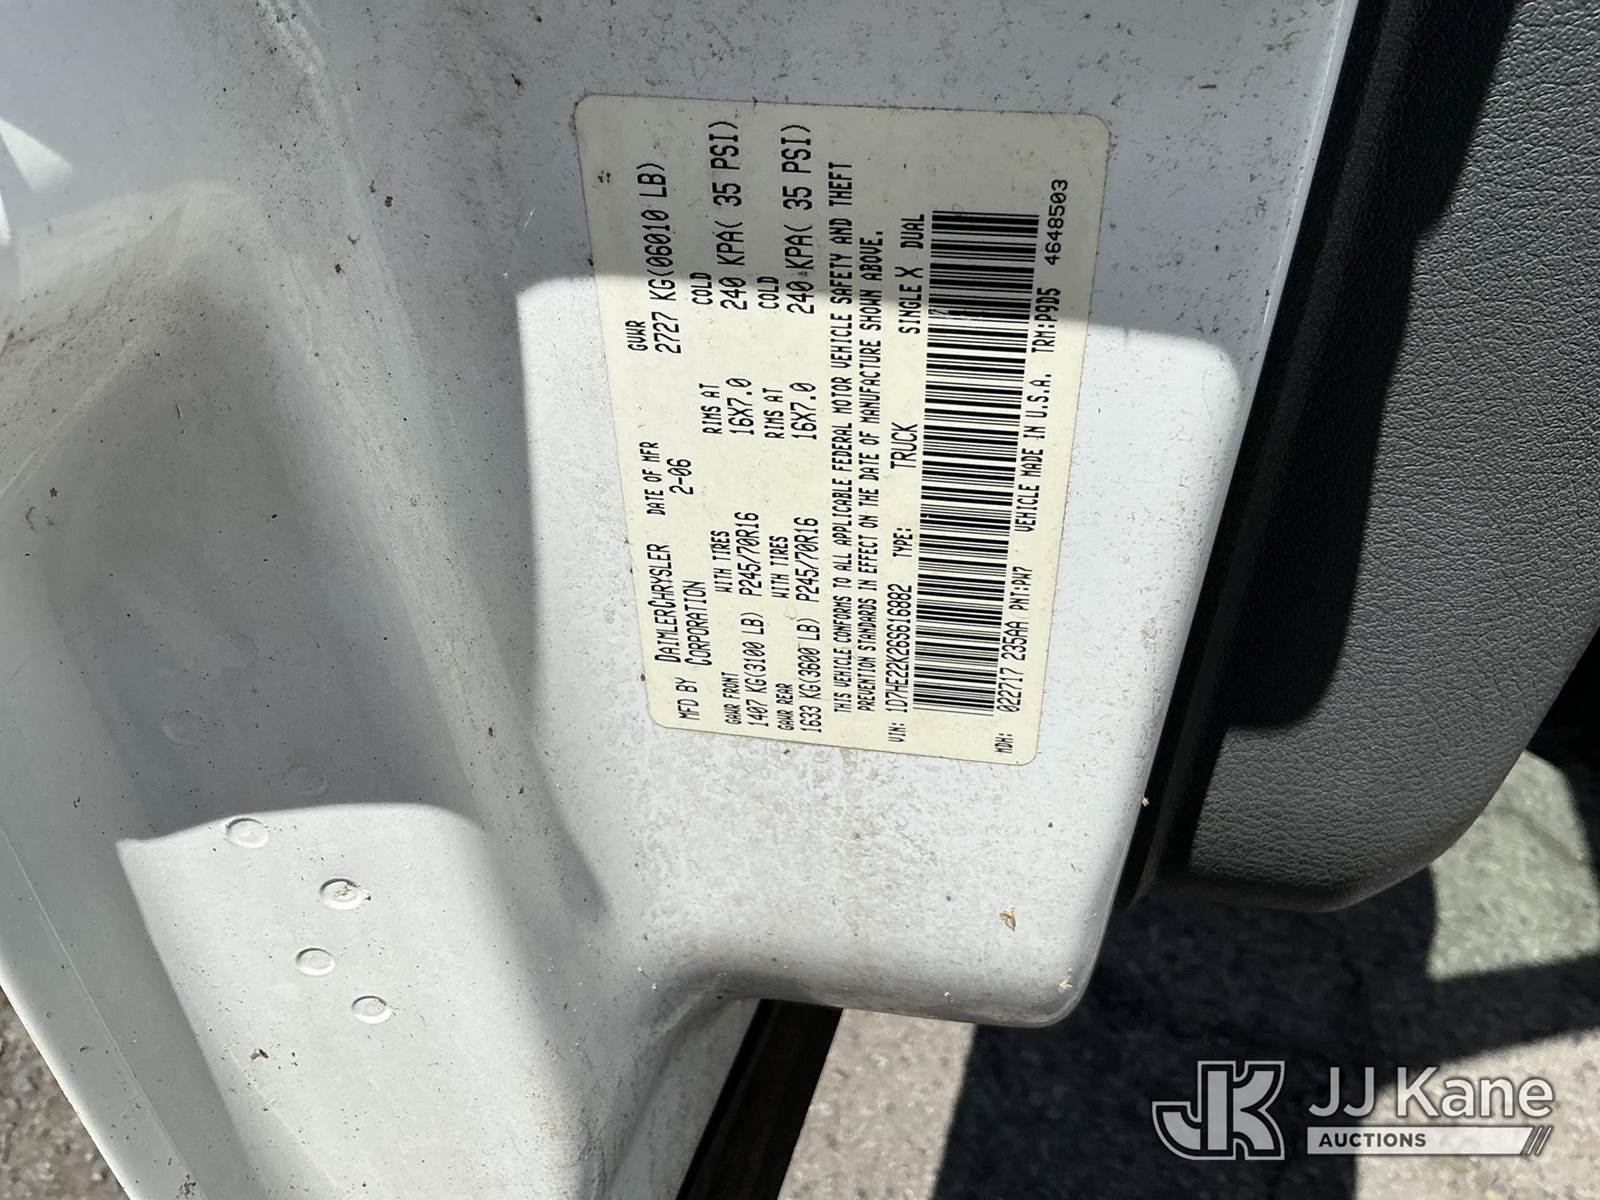 MFD BY DAIMLERCHRYSLER CORPORATION DATE OF MFR 2-06 GVWR 2727 KG(06010 LB)
GAWR FRONT WITH TIRES RIMS AT COLD
1407 KG(3100 LB) P245/70R16 16X7.0 240 KPA( 35 PSI)
GAWR REAR WITH TIRES RIMS AT COLD
1633 KG(3600 LB) P245/70R16 16X7.0 240 KPA( 35 PSI)
THIS VEHICLE CONFORMS TO ALL APPLICABLE FEDERAL MOTOR VEHICLE SAFETY AND THEFT
PREVENTION STANDARDS IN EFFECT ON THE DATE OF MANUFACTURE SHOWN ABOVE.
VIN: 1D7HE22K26S616882 TYPE: TRUCK SINGLE X DUAL
MDH: 022717 235AA PNT:PW7 VEHICLE MADE IN U.S.A. TRM:P9D5 4648503
JK JJ Kane
AUCTIONS